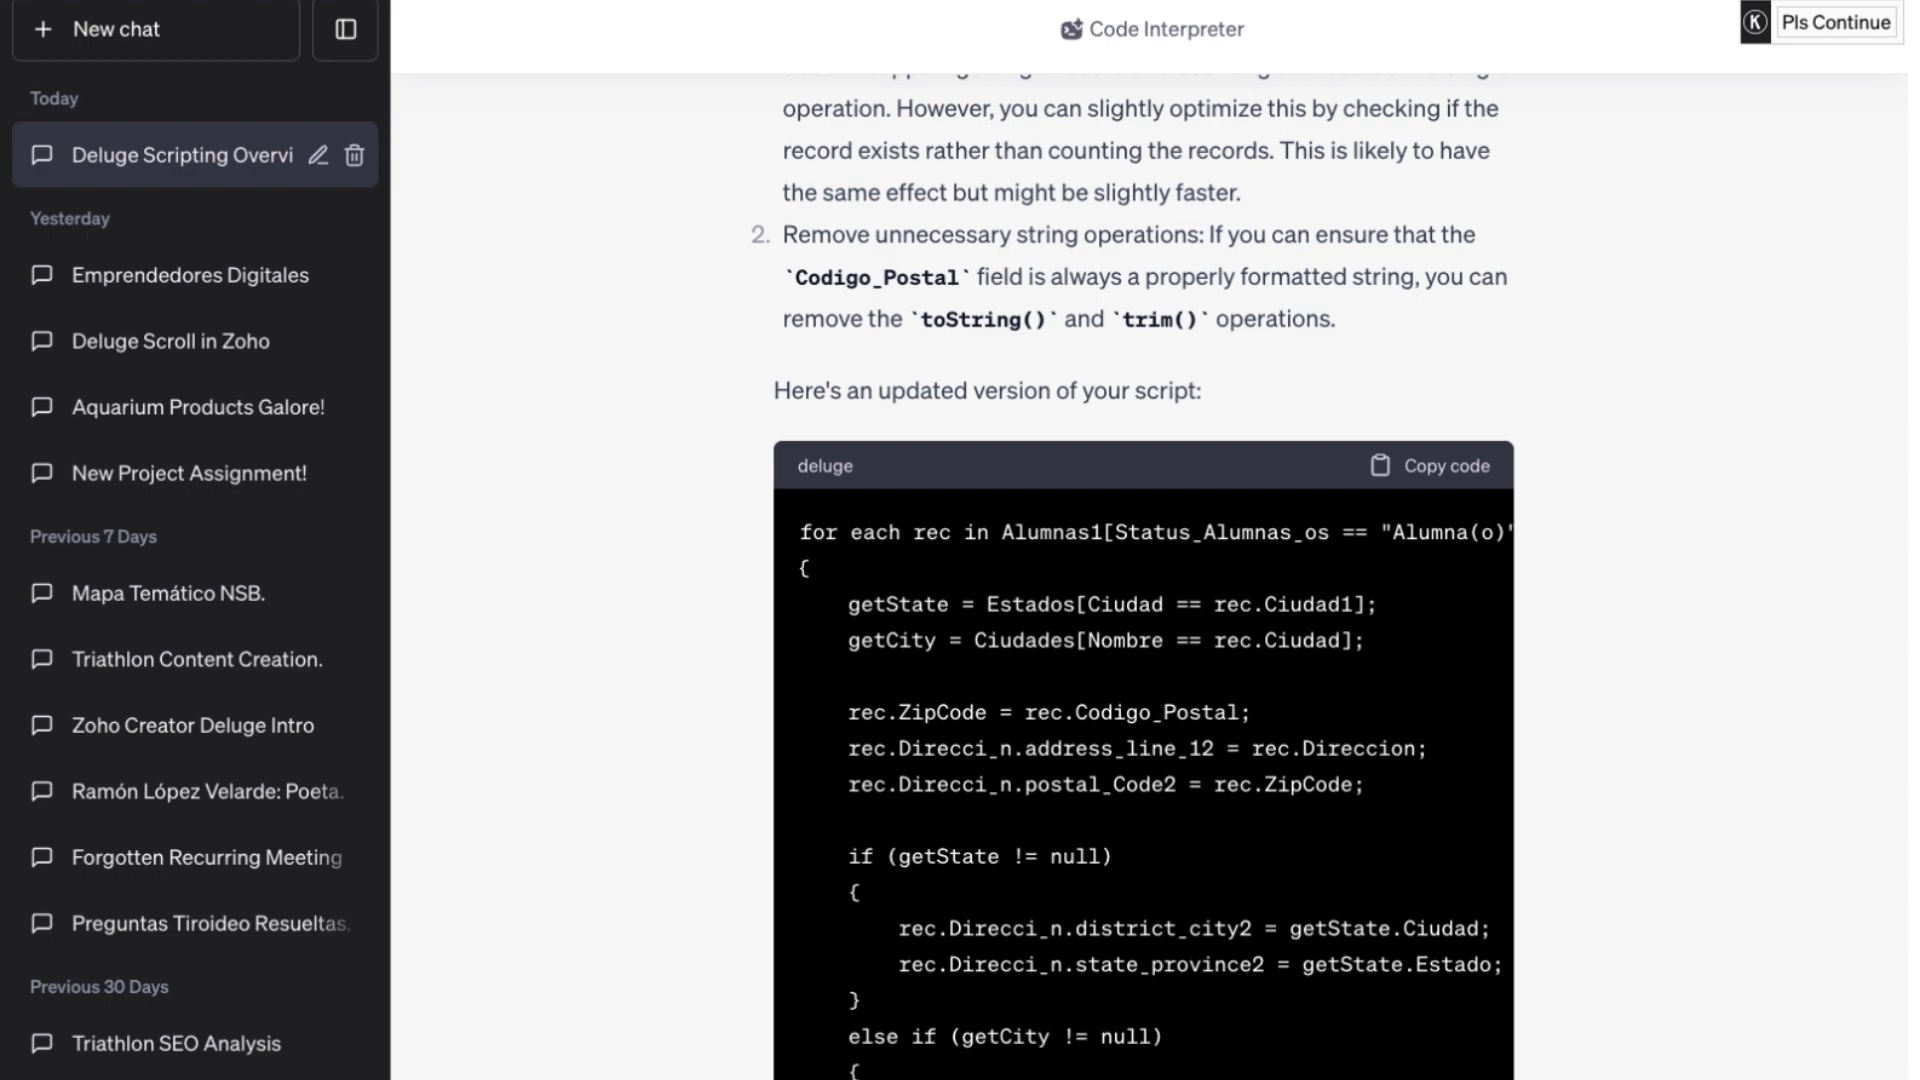 New chat
Today
Deluge Scripting Overvi
Yesterday
Emprendedores Digitales
Deluge Scroll in Zoho
Aquarium Products Galore!
New Project Assignment!
Previous 7 Days
Mapa Temático NSB.
Triathlon Content Creation.
Zoho Creator Deluge Intro
Ramón López Velarde: Poeta.
Forgotten Recurring Meeting
Preguntas Tiroideo Resueltas.
Previous 30 Days
Triathlon SEO Analysis
Code Interpreter
K Pls Continue
operation. However, you can slightly optimize this by checking if the
record exists rather than counting the records. This is likely to have
the same effect but might be slightly faster.
2. Remove unnecessary string operations: If you can ensure that the
`Codigo_Postal` field is always a properly formatted string, you can
remove the `toString()` and `trim()` operations.
Here's an updated version of your script:
deluge Copy code
for each rec in Alumnas1[Status_Alumnas_os == "Alumna(o)"
{
getState = Estados[Ciudad == rec.Ciudad1];
getCity = Ciudades[Nombre == rec.Ciudad];
rec.ZipCode = rec.Codigo_Postal;
rec.Direcci_n.address_line_12 = rec.Direccion;
rec.Direcci_n.postal_Code2 = rec.ZipCode;
if (getState != null)
{
rec.Direcci_n.district_city2 = getState.Ciudad;
rec.Direcci_n.state_province2 = getState.Estado;
}
else if (getCity != null)
{